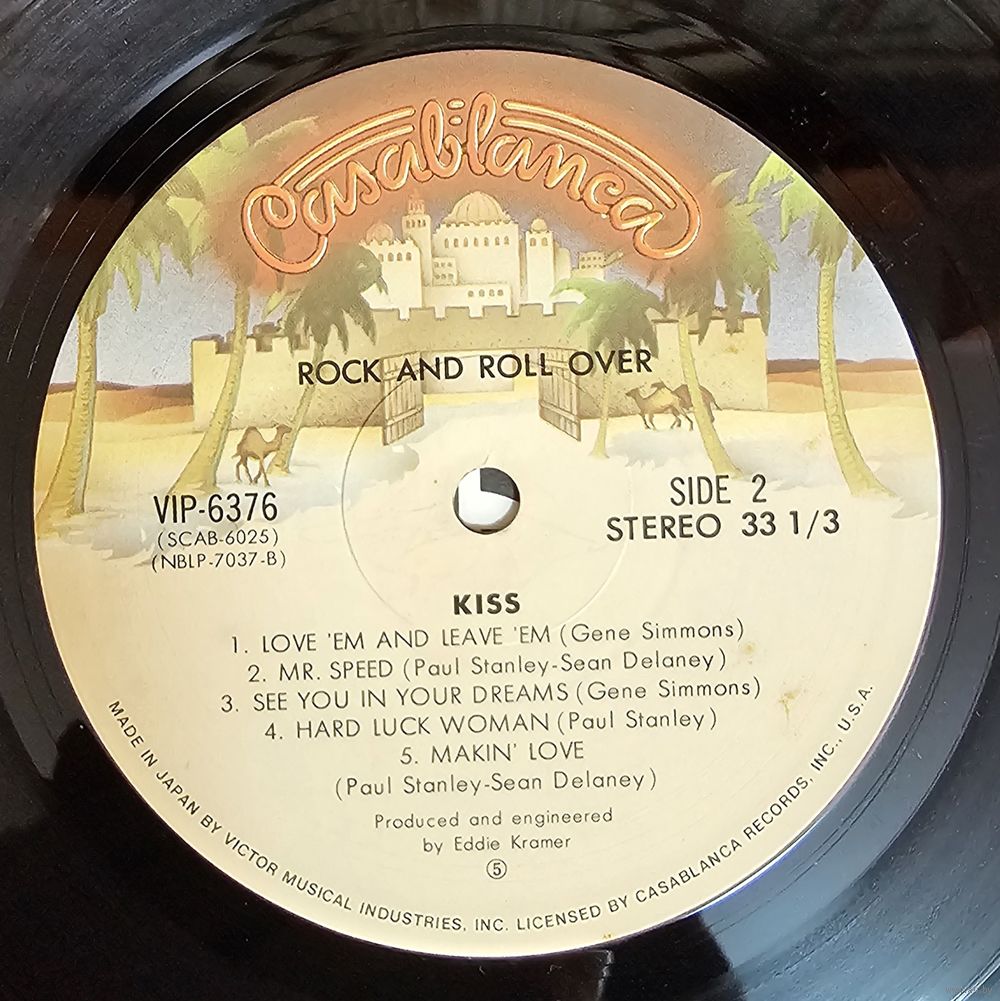 Casablanca
ROCK AND ROLL OVER
VIP-6376
(SCAB-6025)
(NBLP-7037-B)
SIDE 2
STEREO 33 1/3
KISS
1. LOVE 'EM AND LEAVE 'EM (Gene Simmons)
2. MR. SPEED (Paul Stanley-Sean Delaney)
3. SEE YOU IN YOUR DREAMS (Gene Simmons)
4. HARD LUCK WOMAN (Paul Stanley)
5. MAKIN' LOVE
(Paul Stanley-Sean Delaney)
Produced and engineered
by Eddie Kramer
⑤
MADE IN JAPAN BY VICTOR MUSICAL INDUSTRIES, INC. LICENSED BY CASABLANCA RECORDS, INC., U.S.A.